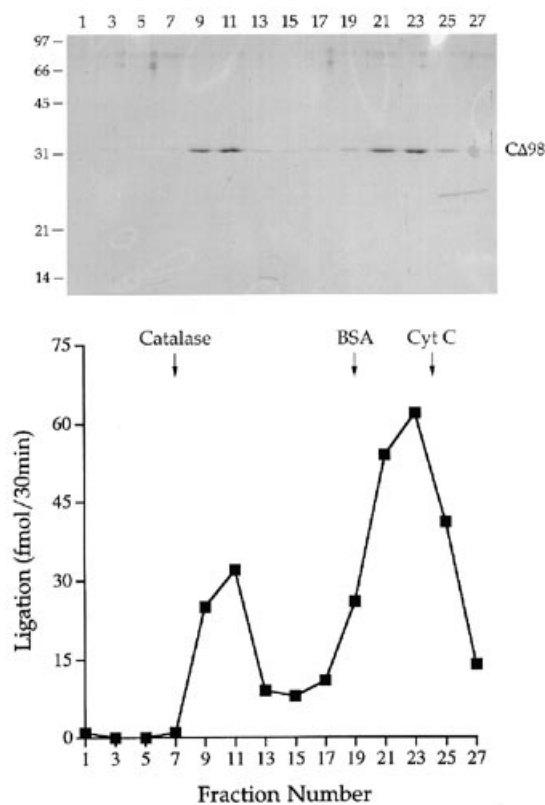 1 3 5 7 9 11 13 15 17 19 21 23 25 27
97
66
45
31
CΔ98
21
14
75
Catalase
BSA
Cyt C
60
45
30
15
0
Ligation (fmol/30min)
1 3 5 7 9 11 13 15 17 19 21 23 25 27
Fraction Number